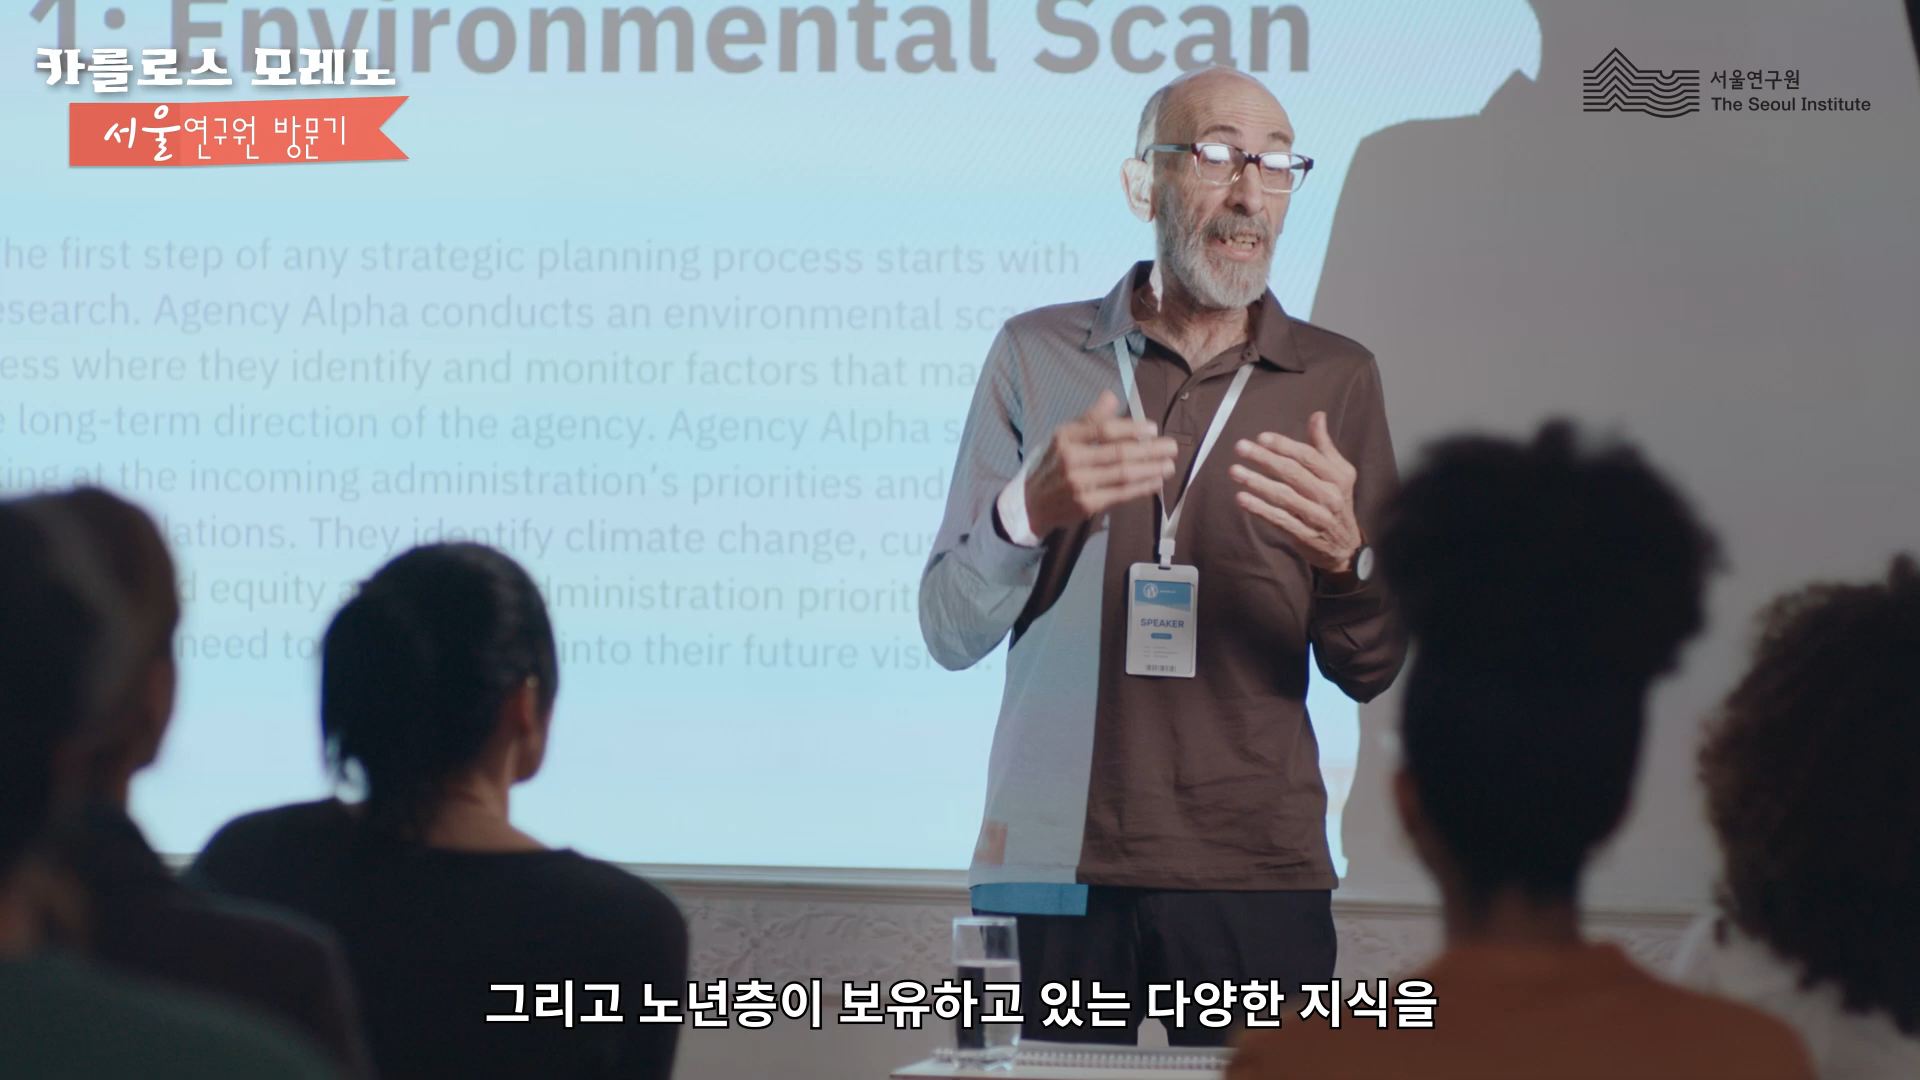 1: Environmental Scan
카를로스 모레노
서울연구원 방문기
서울연구원
The Seoul Institute
he first step of any strategic planning process starts with
esearch. Agency Alpha conducts an environmental sca
ess where they identify and monitor factors that ma
long-term direction of the agency. Agency Alpha s
ing at the incoming administration's priorities and
lations. They identify climate change, cus
d equity dministration priorit
need to into their future visi
SPEAKER
그리고 노년층이 보유하고 있는 다양한 지식을